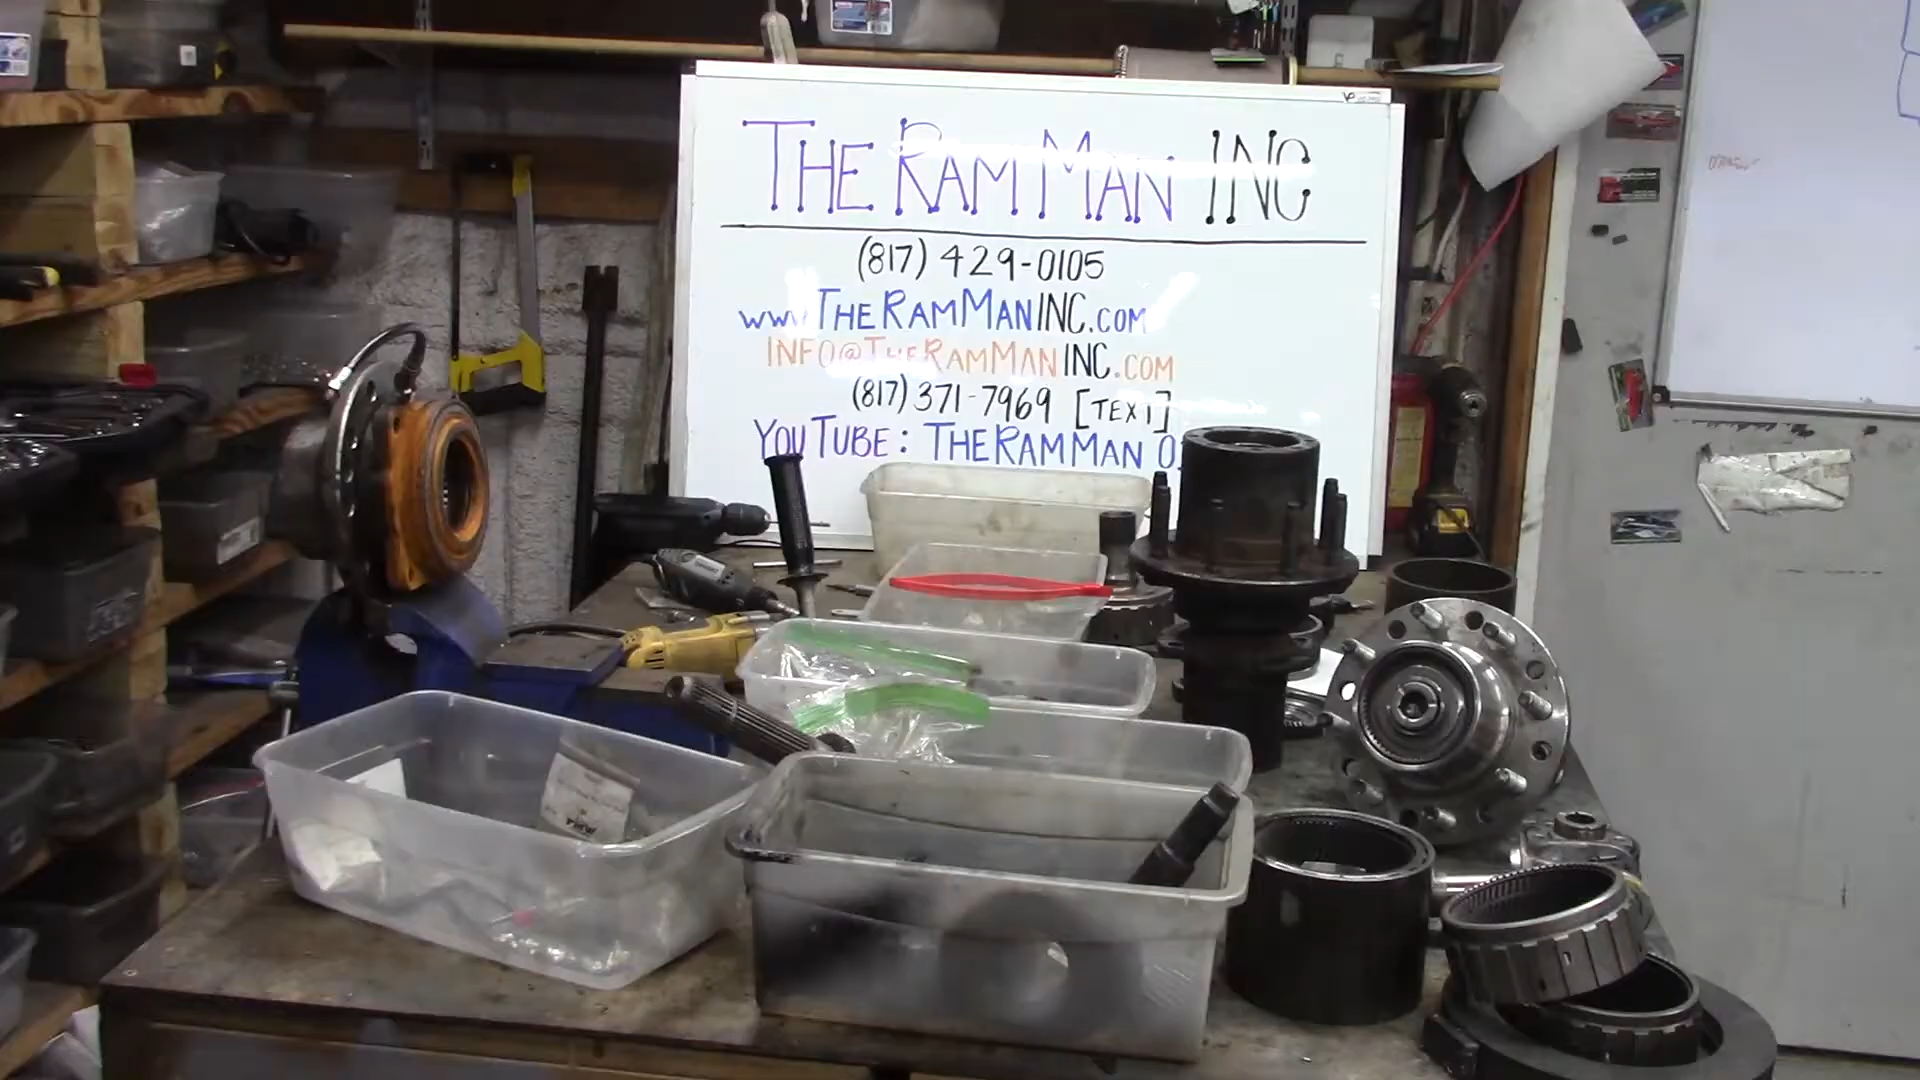 THE RAM MAN INC
(817) 429-0105
www.THERAMMANINC.COM
INFO@THERAMMANINC.COM
(817) 371-7969 [TEXT]
YOUTUBE: THERAMMAN